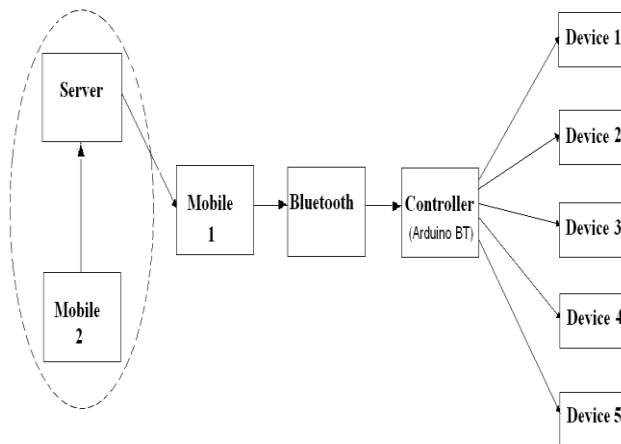 Server
Mobile
2
Mobile
1
Bluetooth
Controller
(Arduino BT)
Device 1
Device 2
Device 3
Device 4
Device 5